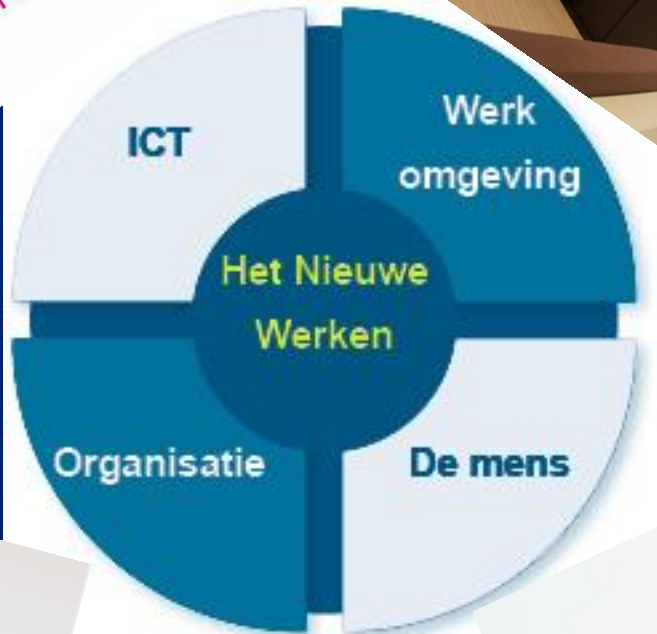 ICT
Werk
omgeving
Het Nieuwe
Werken
Organisatie
De mens